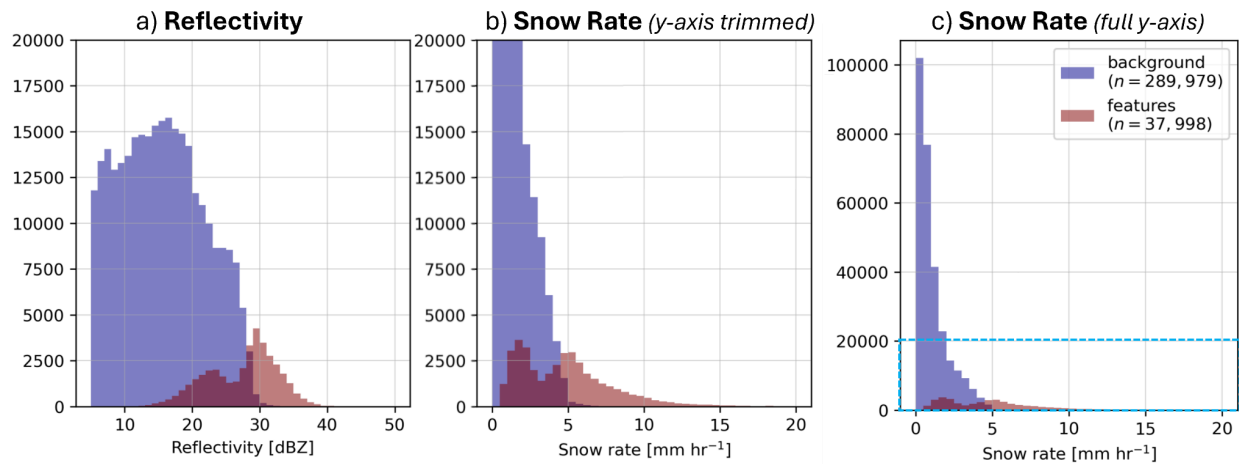 a) Reflectivity
20000
17500
15000
12500
10000
7500
5000
2500
0
10 20 30 40 50
Reflectivity [dBZ]
b) Snow Rate (y-axis trimmed)
20000
17500
15000
12500
10000
7500
5000
2500
0
0 5 10 15 20
Snow rate [mm hr⁻¹]
c) Snow Rate (full y-axis)
100000
80000
60000
40000
20000
0
background
(n = 289, 979)
features
(n = 37, 998)
0 5 10 15 20
Snow rate [mm hr⁻¹]